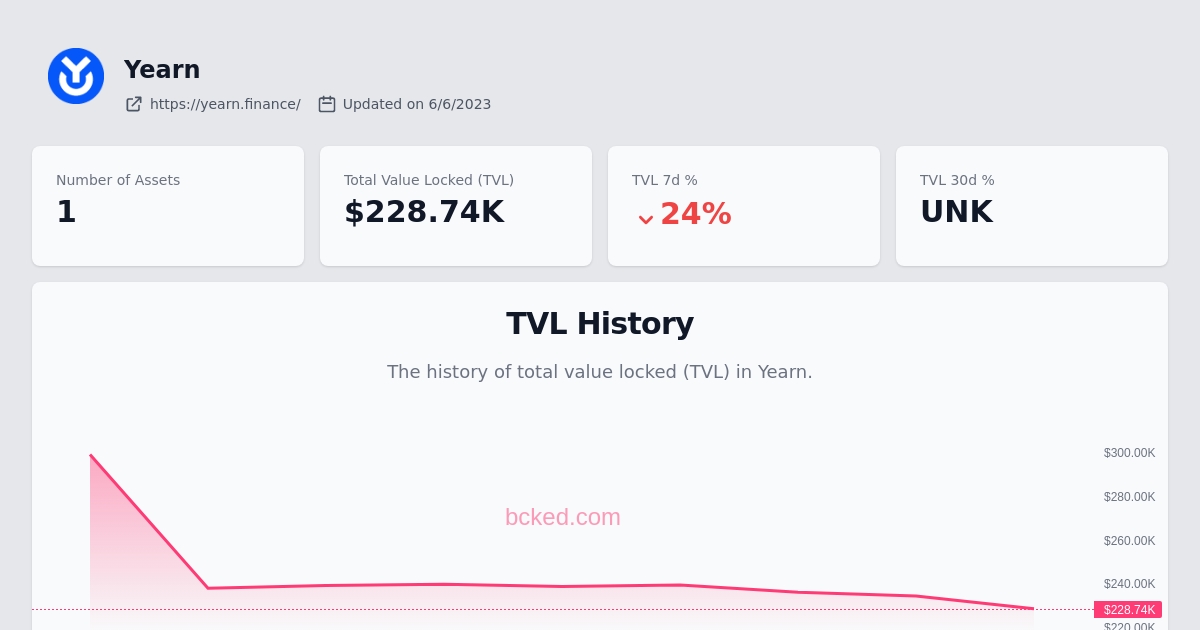 Yearn
https://yearn.finance/ Updated on 6/6/2023
Number of Assets
1
Total Value Locked (TVL)
$228.74K
TVL 7d %
24%
TVL 30d %
UNK
TVL History
The history of total value locked (TVL) in Yearn.
$300.00K
$280.00K
bcked.com
$260.00K
$240.00K
$228.74K
$220.00K